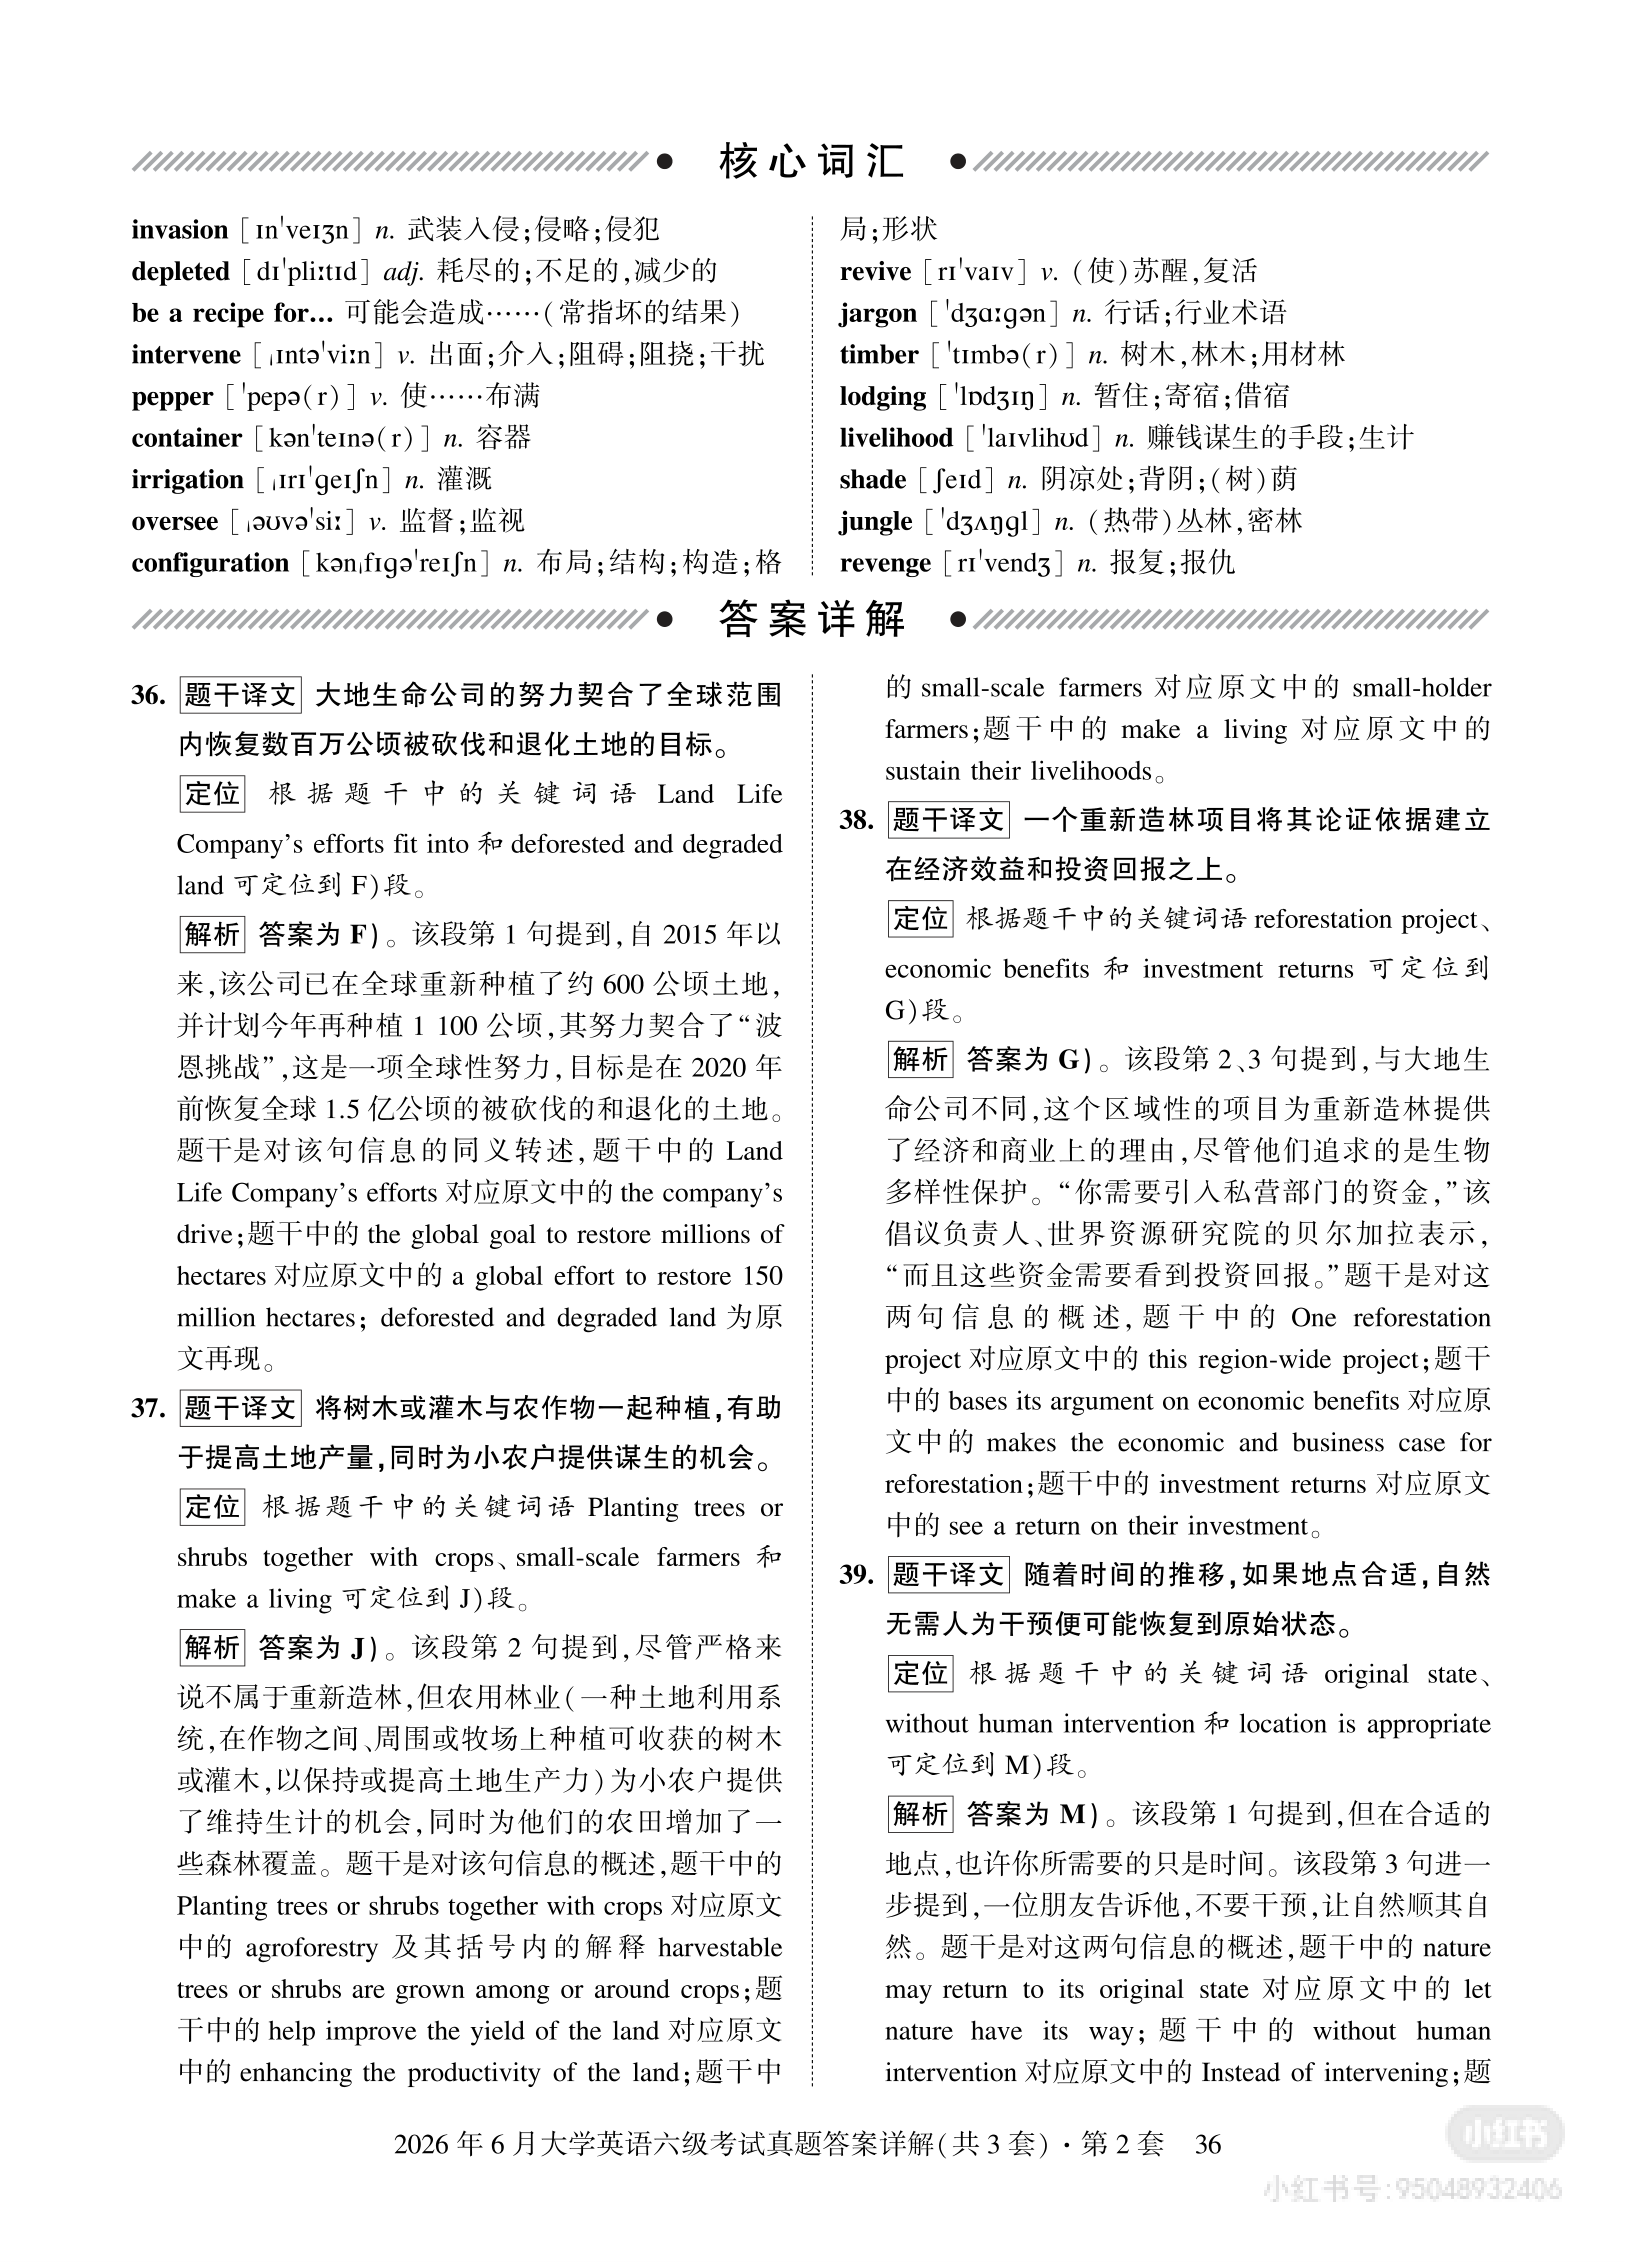 核心词汇
invasion [ɪnˈveɪʒn] n. 武装入侵;侵略;侵犯
depleted [dɪˈpliːtɪd] adj. 耗尽的;不足的,减少的
be a recipe for... 可能会造成……(常指坏的结果)
intervene [ˌɪntəˈviːn] v. 出面;介入;阻碍;阻挠;干扰
pepper [ˈpepə(r)] v. 使……布满
container [kənˈteɪnə(r)] n. 容器
irrigation [ˌɪrɪˈɡeɪʃn] n. 灌溉
oversee [ˌəʊvəˈsiː] v. 监督;监视
configuration [kənˌfɪɡəˈreɪʃn] n. 布局;结构;构造;格
局;形状
revive [rɪˈvaɪv] v. (使)苏醒,复活
jargon [ˈdʒɑːɡən] n. 行话;行业术语
timber [ˈtɪmbə(r)] n. 树木,林木;用材林
lodging [ˈlɒdʒɪŋ] n. 暂住;寄宿;借宿
livelihood [ˈlaɪvlihʊd] n. 赚钱谋生的手段;生计
shade [ʃeɪd] n. 阴凉处;背阴;(树)荫
jungle [ˈdʒʌŋɡl] n. (热带)丛林,密林
revenge [rɪˈvendʒ] n. 报复;报仇
答案详解
36. 题干译文 大地生命公司的努力契合了全球范围
内恢复数百万公顷被砍伐和退化土地的目标。
定位 根据题干中的关键词语 Land Life
Company’s efforts fit into 和 deforested and degraded
land 可定位到 F)段。
解析 答案为 F)。该段第 1 句提到,自 2015 年以
来,该公司已在全球重新种植了约 600 公顷土地,
并计划今年再种植 1 100 公顷,其努力契合了“波
恩挑战”,这是一项全球性努力,目标是在 2020 年
前恢复全球 1.5 亿公顷的被砍伐的和退化的土地。
题干是对该句信息的同义转述,题干中的 Land
Life Company’s efforts 对应原文中的 the company’s
drive;题干中的 the global goal to restore millions of
hectares 对应原文中的 a global effort to restore 150
million hectares; deforested and degraded land 为原
文再现。
37. 题干译文 将树木或灌木与农作物一起种植,有助
于提高土地产量,同时为小农户提供谋生的机会。
定位 根据题干中的关键词语 Planting trees or
shrubs together with crops、small-scale farmers 和
make a living 可定位到 J)段。
解析 答案为 J)。该段第 2 句提到,尽管严格来
说不属于重新造林,但农用林业(一种土地利用系
统,在作物之间、周围或牧场上种植可收获的树木
或灌木,以保持或提高土地生产力)为小农户提供
了维持生计的机会,同时为他们的农田增加了一
些森林覆盖。题干是对该句信息的概述,题干中的
Planting trees or shrubs together with crops 对应原文
中的 agroforestry 及其括号内的解释 harvestable
trees or shrubs are grown among or around crops;题
干中的 help improve the yield of the land 对应原文
中的 enhancing the productivity of the land;题干中
的 small-scale farmers 对应原文中的 small-holder
farmers;题干中的 make a living 对应原文中的
sustain their livelihoods。
38. 题干译文 一个重新造林项目将其论证依据建立
在经济效益和投资回报之上。
定位 根据题干中的关键词语 reforestation project、
economic benefits 和 investment returns 可定位到
G)段。
解析 答案为 G)。该段第 2、3 句提到,与大地生
命公司不同,这个区域性的项目为重新造林提供
了经济和商业上的理由,尽管他们追求的是生物
多样性保护。“你需要引入私营部门的资金,”该
倡议负责人、世界资源研究院的贝尔加拉表示,
“而且这些资金需要看到投资回报。”题干是对这
两句信息的概述,题干中的 One reforestation
project 对应原文中的 this region-wide project;题干
中的 bases its argument on economic benefits 对应原
文中的 makes the economic and business case for
reforestation;题干中的 investment returns 对应原文
中的 see a return on their investment。
39. 题干译文 随着时间的推移,如果地点合适,自然
无需人为干预便可能恢复到原始状态。
定位 根据题干中的关键词语 original state、
without human intervention 和 location is appropriate
可定位到 M)段。
解析 答案为 M)。该段第 1 句提到,但在合适的
地点,也许你所需要的只是时间。该段第 3 句进一
步提到,一位朋友告诉他,不要干预,让自然顺其自
然。题干是对这两句信息的概述,题干中的 nature
may return to its original state 对应原文中的 let
nature have its way; 题干中的 without human
intervention 对应原文中的 Instead of intervening;题
2026 年 6 月大学英语六级考试真题答案详解(共 3 套)·第 2 套 36
小红书
小红书号:95048932406